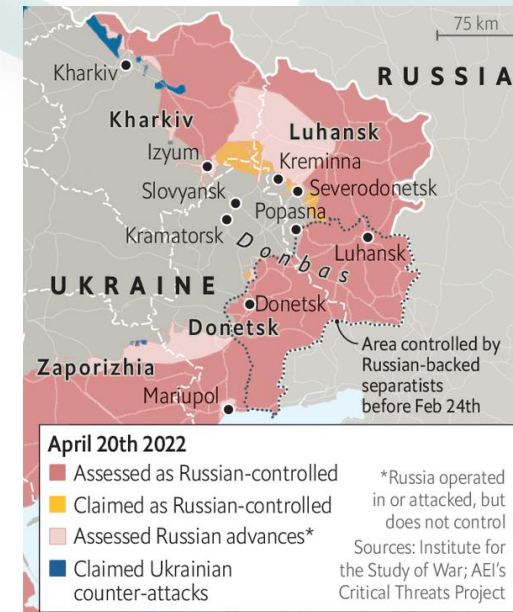 75 km
RUSSIA
Kharkiv
Kharkiv
Luhansk
Izyum
Kreminna
Slovyansk
Severodonetsk
Popasna
Kramatorsk
Donbas
Luhansk
UKRAINE
Donetsk
Donetsk
Area controlled by
Russian-backed
separatists
before Feb 24th
Zaporizhia
Mariupol
April 20th 2022
Assessed as Russian-controlled
Claimed as Russian-controlled
Assessed Russian advances*
Claimed Ukrainian
counter-attacks
*Russia operated
in or attacked, but
does not control
Sources: Institute for
the Study of War; AEI's
Critical Threats Project